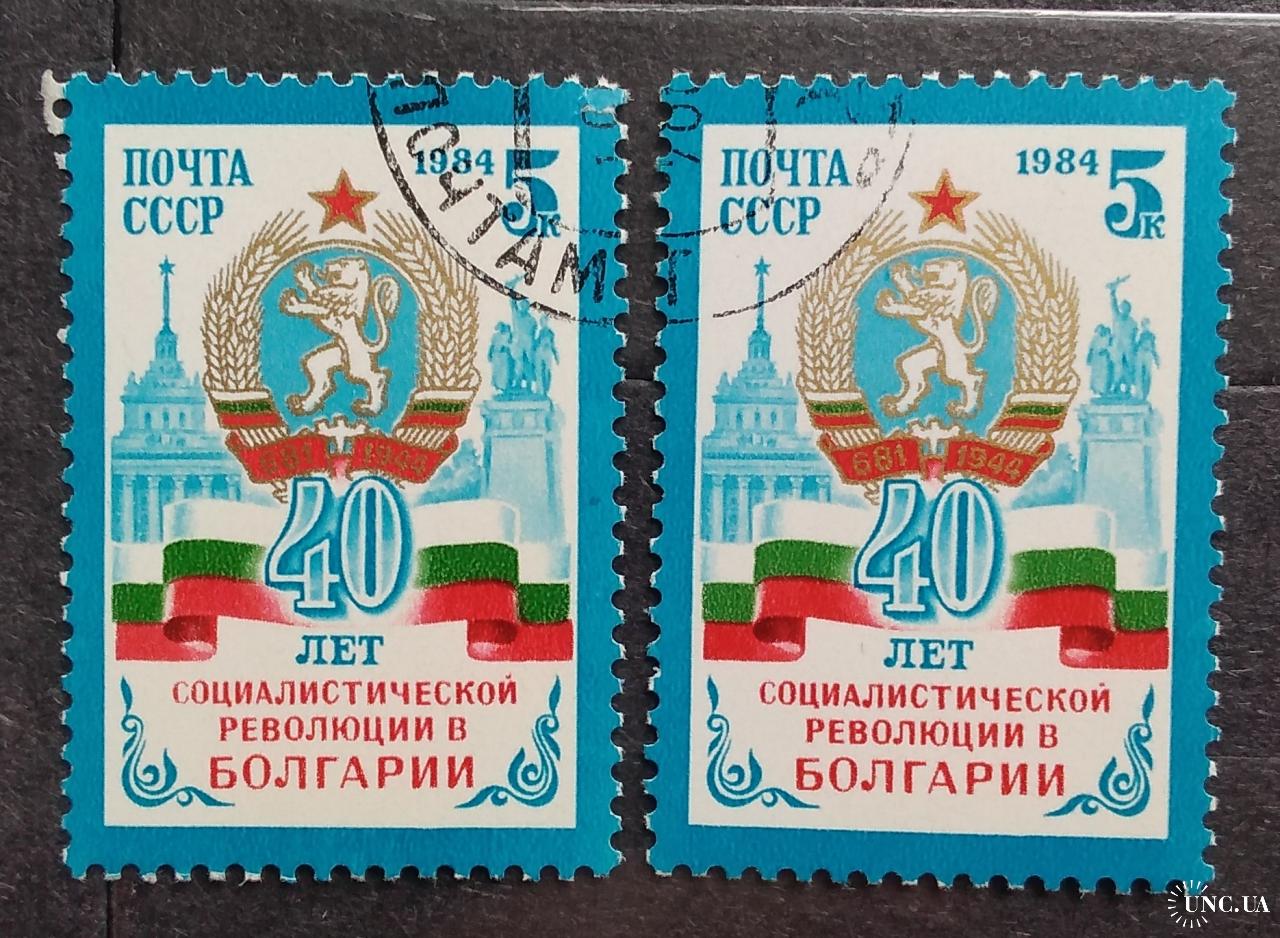 ПОЧТА
СССР
1984 5к
681 1944
40
ЛЕТ
СОЦИАЛИСТИЧЕСКОЙ
РЕВОЛЮЦИИ В
БОЛГАРИИ
ПОЧТА
СССР
1984 5к
681 1944
40
ЛЕТ
СОЦИАЛИСТИЧЕСКОЙ
РЕВОЛЮЦИИ В
БОЛГАРИИ
UNC.UA